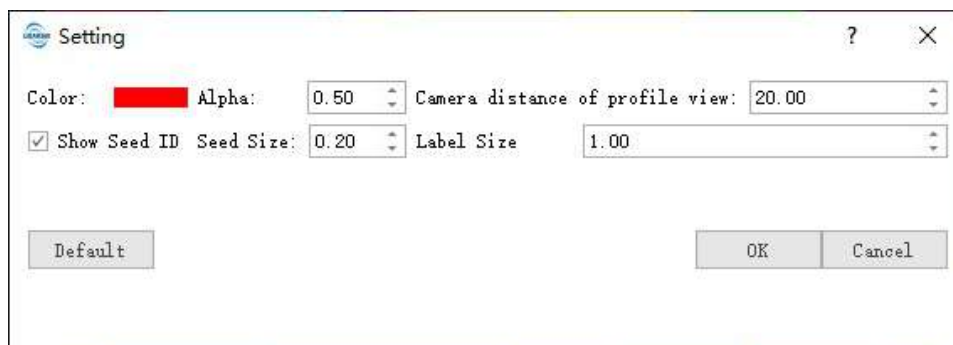 Setting ?
Color: Alpha: 0.50 Camera distance of profile view: 20.00
Show Seed ID Seed Size: 0.20 Label Size 1.00
Default OK Cancel